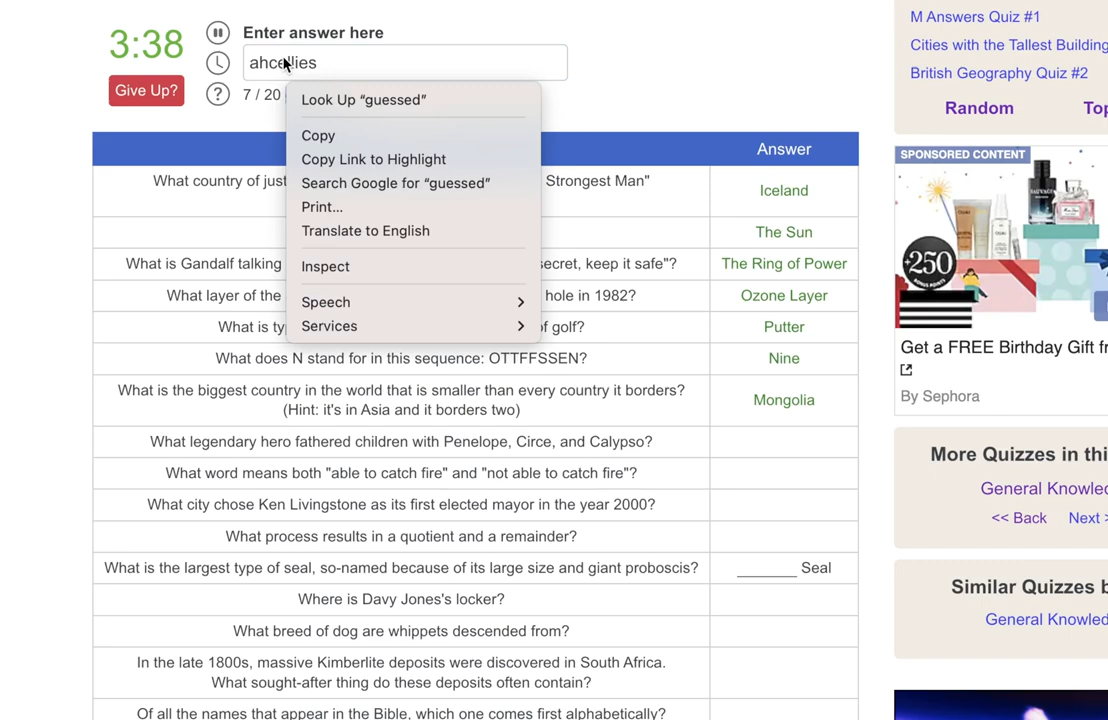 3:38
Give Up?
Enter answer here
ahcellies
7 / 20
Look Up “guessed”
Copy
Copy Link to Highlight
Search Google for “guessed”
Print...
Translate to English
Inspect
Speech
Services
Answer
What country of just
Strongest Man"
Iceland
The Sun
What is Gandalf talking
secret, keep it safe"?
The Ring of Power
What layer of the
hole in 1982?
Ozone Layer
What is ty
of golf?
Putter
What does N stand for in this sequence: OTTFFSSEN?
Nine
What is the biggest country in the world that is smaller than every country it borders?
(Hint: it's in Asia and it borders two)
Mongolia
What legendary hero fathered children with Penelope, Circe, and Calypso?
What word means both "able to catch fire" and "not able to catch fire"?
What city chose Ken Livingstone as its first elected mayor in the year 2000?
What process results in a quotient and a remainder?
What is the largest type of seal, so-named because of its large size and giant proboscis?
_______ Seal
Where is Davy Jones's locker?
What breed of dog are whippets descended from?
In the late 1800s, massive Kimberlite deposits were discovered in South Africa.
What sought-after thing do these deposits often contain?
Of all the names that appear in the Bible, which one comes first alphabetically?
M Answers Quiz #1
Cities with the Tallest Building
British Geography Quiz #2
Random
Top
SPONSORED CONTENT
+250
BONUS POINTS
OUAI
SAUVAGE
Get a FREE Birthday Gift fr
By Sephora
More Quizzes in thi
General Knowled
<< Back
Next >
Similar Quizzes b
General Knowled